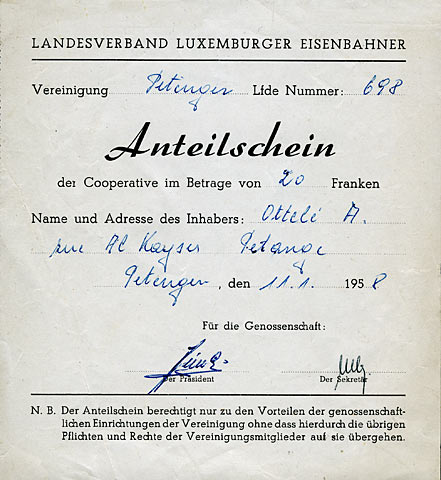 LANDESVERBAND LUXEMBURGER EISENBAHNER
Vereinigung Petingen Lfde Nummer: 698
Anteilschein
der Cooperative im Betrage von 20 Franken
Name und Adresse des Inhabers: Ottelé A.
rue Al Kayser Petange
Petingen, den 11.1. 1958
Für die Genossenschaft:
Der Präsident Der Sekretär
N. B. Der Anteilschein berechtigt nur zu den Vorteilen der genossenschaft-
lichen Einrichtungen der Vereinigung ohne dass hierdurch die übrigen
Pflichten und Rechte der Vereinigungsmitglieder auf sie übergehen.